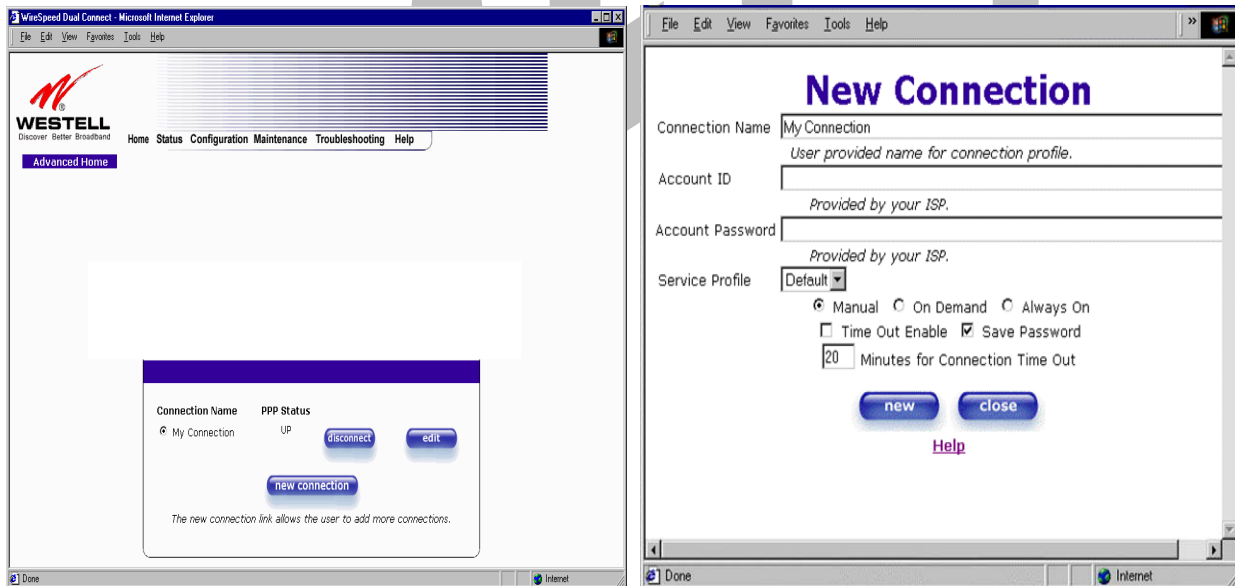 WireSpeed Dual Connect - Microsoft Internet Explorer
File Edit View Favorites Tools Help
WESTELL
Discover Better Broadband
Home Status Configuration Maintenance Troubleshooting Help
Advanced Home
Connection Name PPP Status
My Connection UP disconnect edit
new connection
The new connection link allows the user to add more connections.
Done Internet
File Edit View Favorites Tools Help »
New Connection
Connection Name My Connection
User provided name for connection profile.
Account ID
Provided by your ISP.
Account Password
Provided by your ISP.
Service Profile Default
Manual On Demand Always On
Time Out Enable Save Password
20 Minutes for Connection Time Out
new close
Help
Done Internet